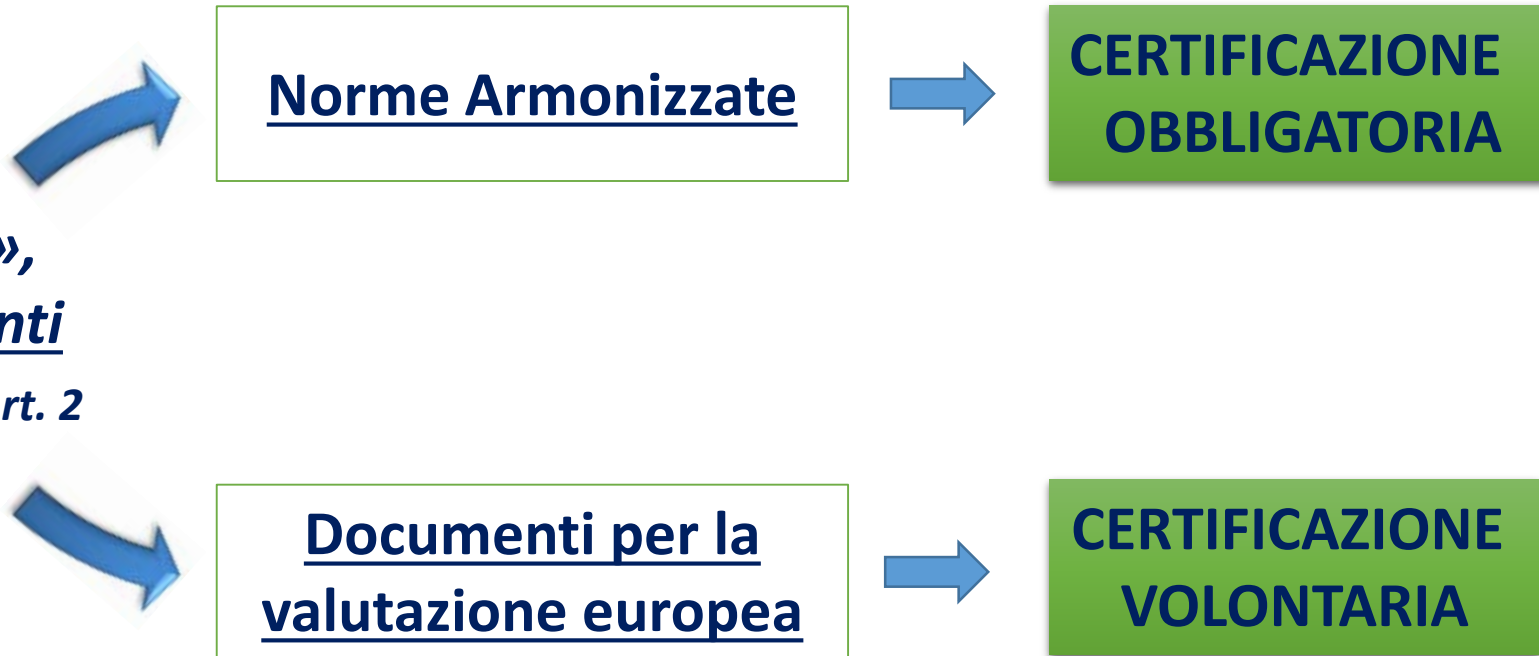 Norme Armonizzate
CERTIFICAZIONE
OBBLIGATORIA
»,
nti
rt. 2
Documenti per la
valutazione europea
CERTIFICAZIONE
VOLONTARIA